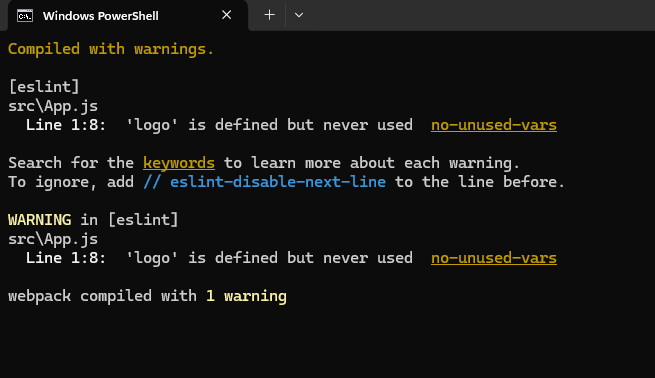 Windows PowerShell
Compiled with warnings.
[eslint]
src\App.js
Line 1:8: 'logo' is defined but never used no-unused-vars
Search for the keywords to learn more about each warning.
To ignore, add // eslint-disable-next-line to the line before.
WARNING in [eslint]
src\App.js
Line 1:8: 'logo' is defined but never used no-unused-vars
webpack compiled with 1 warning